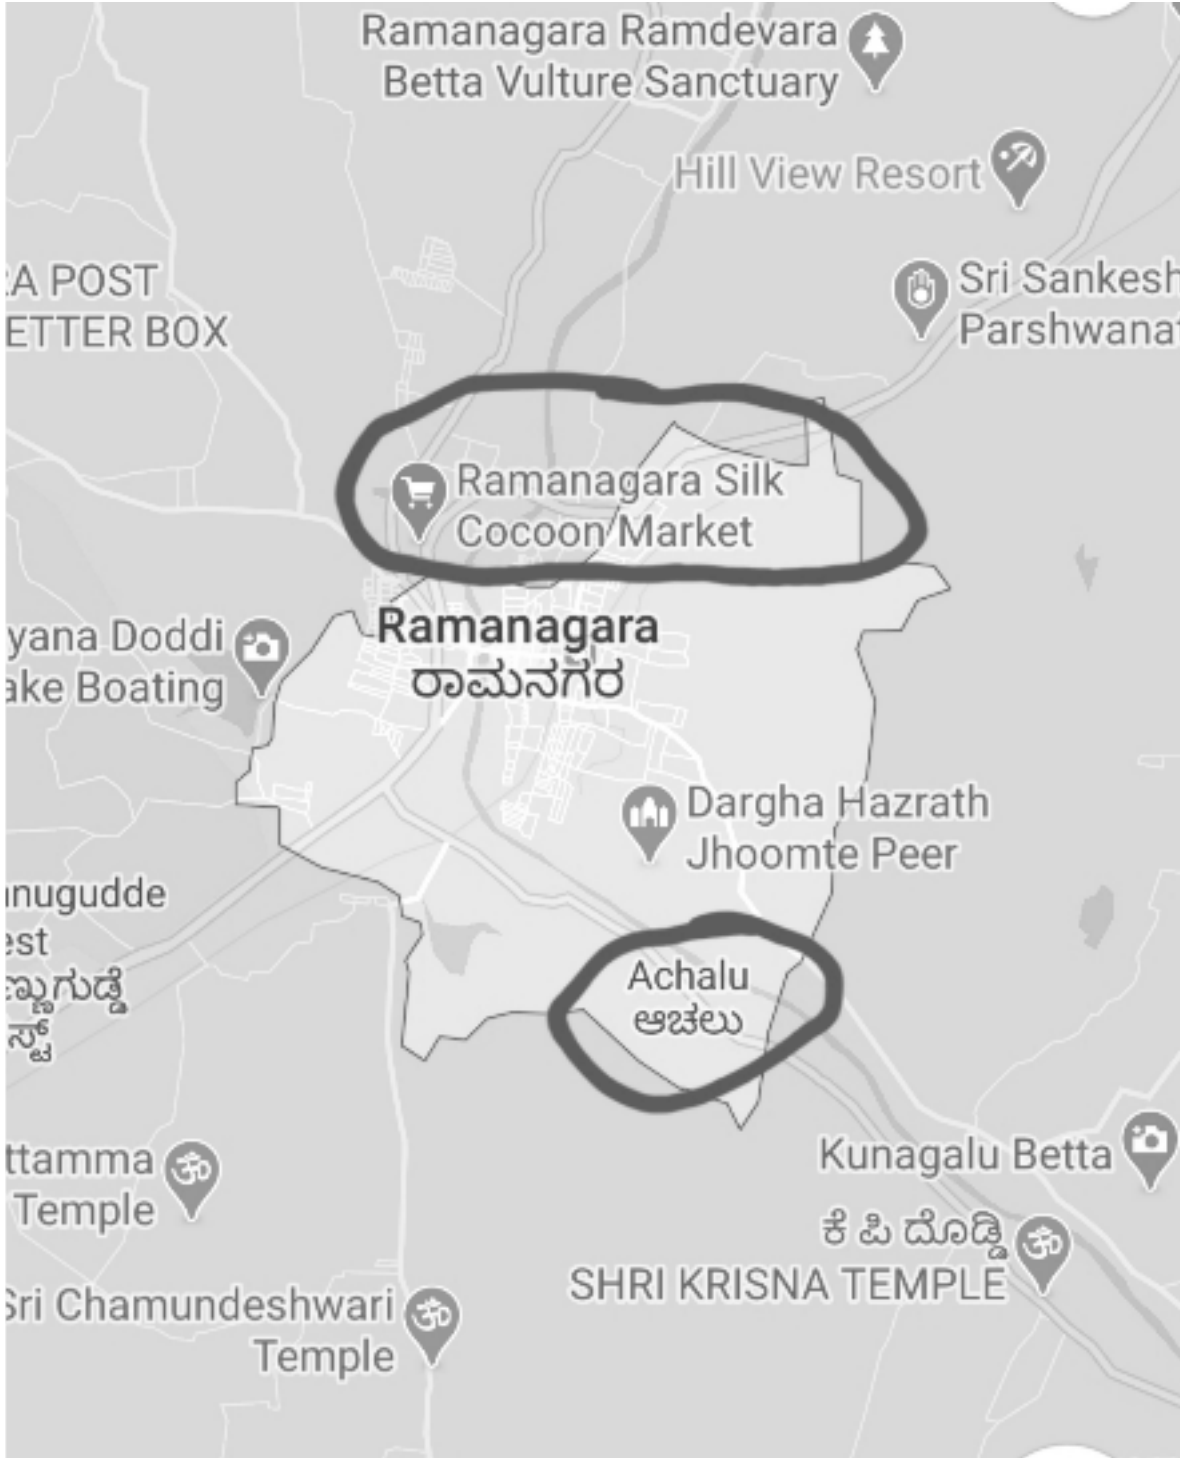 Ramanagara Ramdevara
Betta Vulture Sanctuary
Hill View Resort
RA POST
ETTER BOX
Sri Sankesh
Parshwanat
Ramanagara Silk
Cocoon Market
yana Doddi
ake Boating
Ramanagara
ರಾಮನಗರ
Dargha Hazrath
Jhoomte Peer
nugudde
est
ಣ್ಣುಗುಡ್ಡೆ
ಸ್ಟ್
Achalu
ಆಚಲು
ttamma
Temple
Kunagalu Betta
ಕೆ ಪಿ ದೊಡ್ಡಿ
SHRI KRISNA TEMPLE
Sri Chamundeshwari
Temple